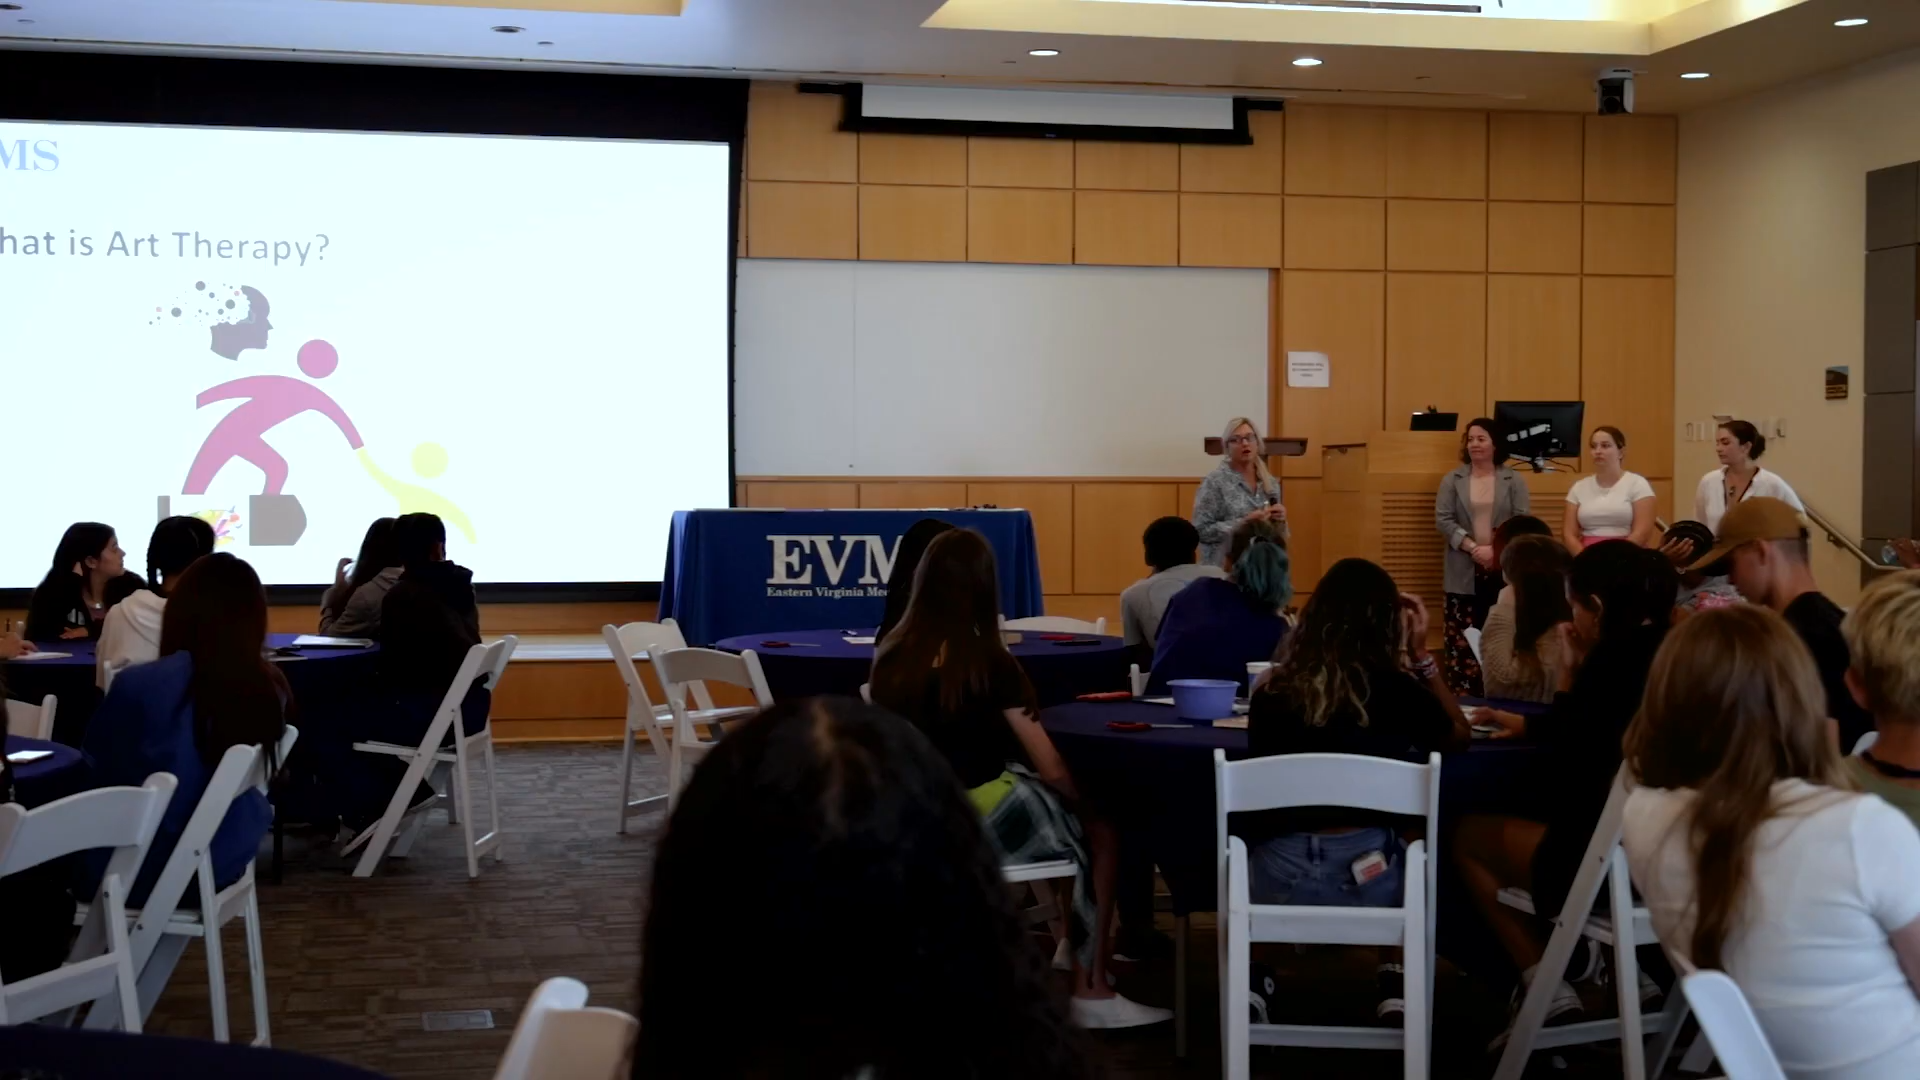 MS
hat is Art Therapy?
EVM
Eastern Virginia Me